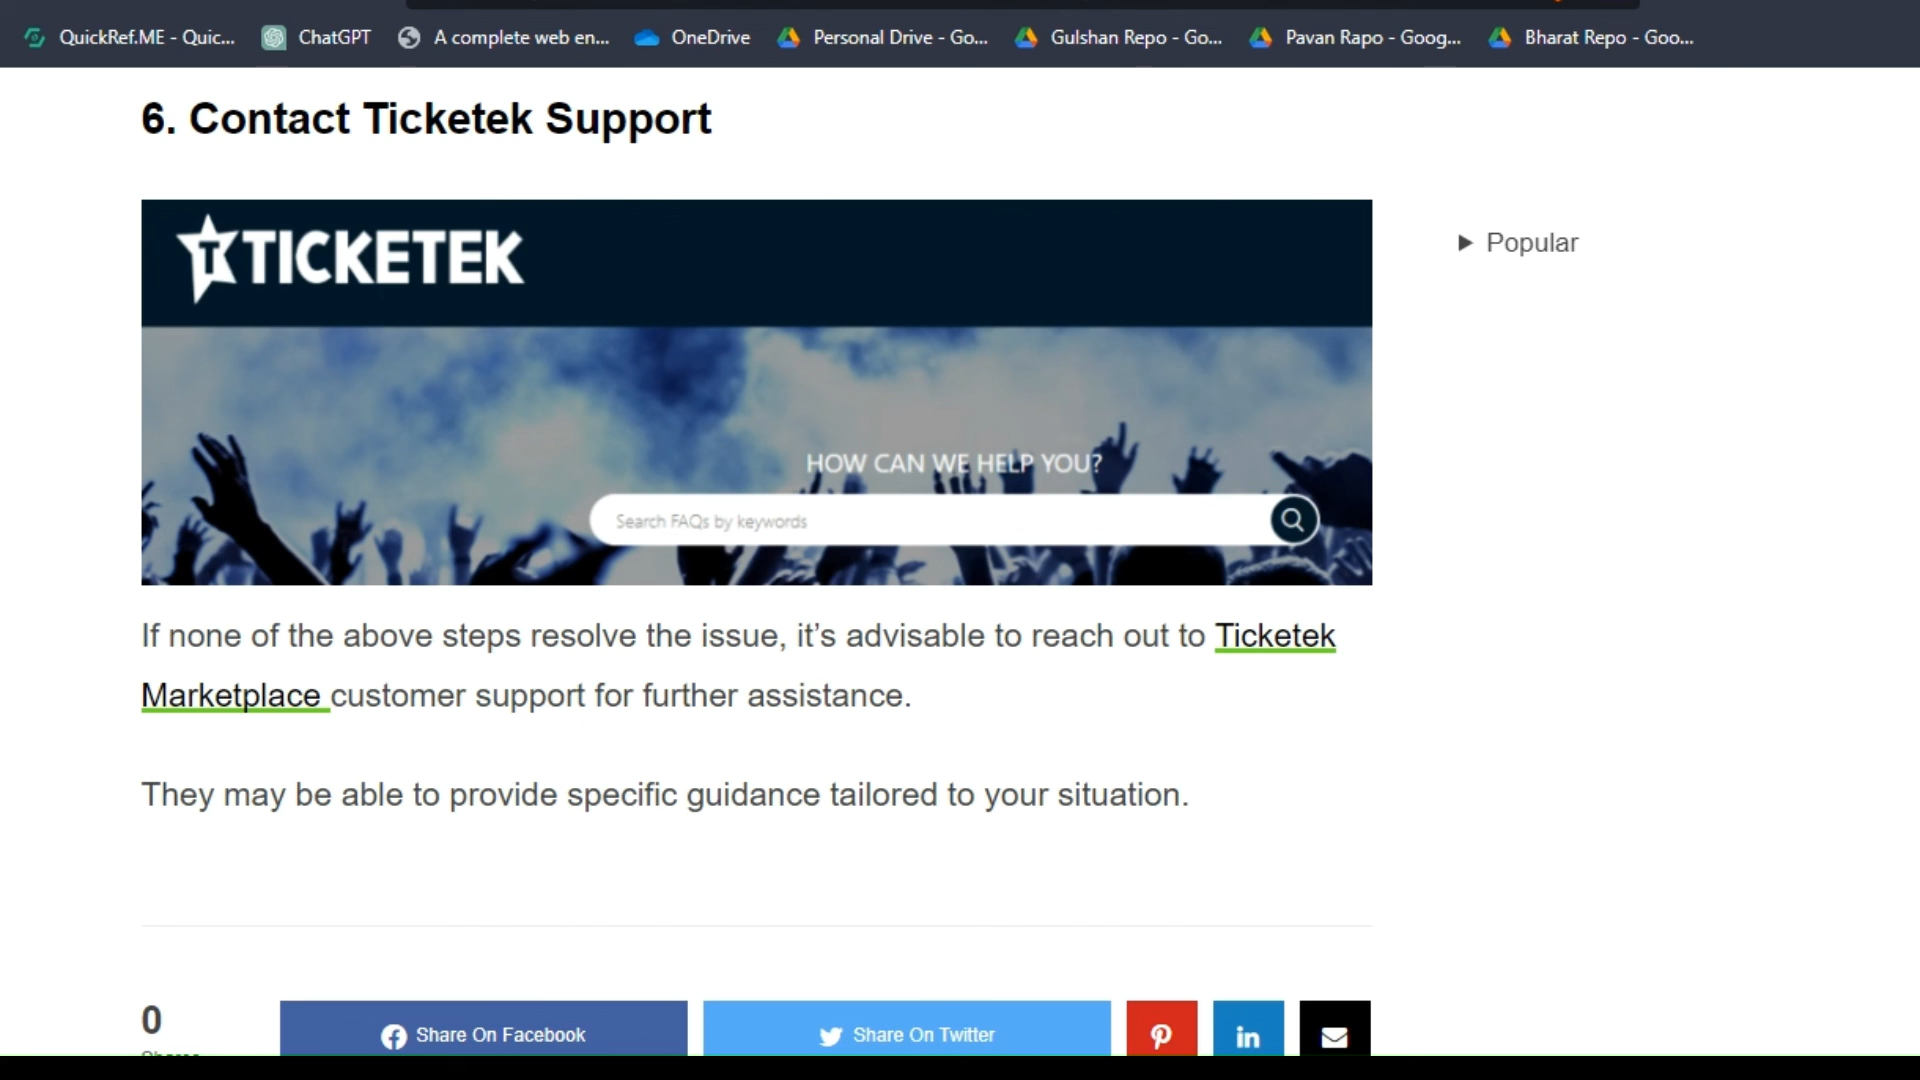 QuickRef.ME - Quic... ChatGPT A complete web en... OneDrive Personal Drive - Go... Gulshan Repo - Go... Pavan Rapo - Goog... Bharat Repo - Goo...
6. Contact Ticketek Support
TICKETEK
Popular
HOW CAN WE HELP YOU?
Search FAQs by keywords
If none of the above steps resolve the issue, it’s advisable to reach out to Ticketek
Marketplace customer support for further assistance.
They may be able to provide specific guidance tailored to your situation.
0
Share On Facebook Share On Twitter